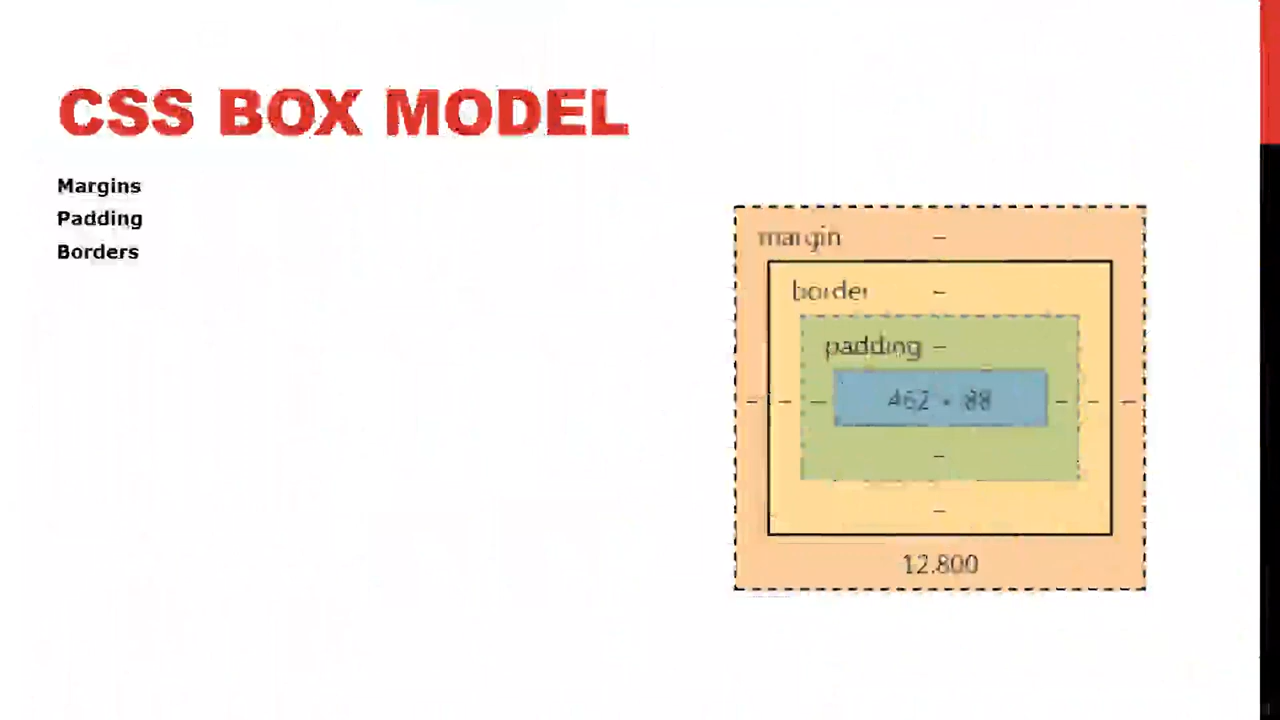 CSS BOX MODEL
Margins
Padding
Borders
margin –
border –
padding –
– – – 462 × 88 – – –
–
–
12.800